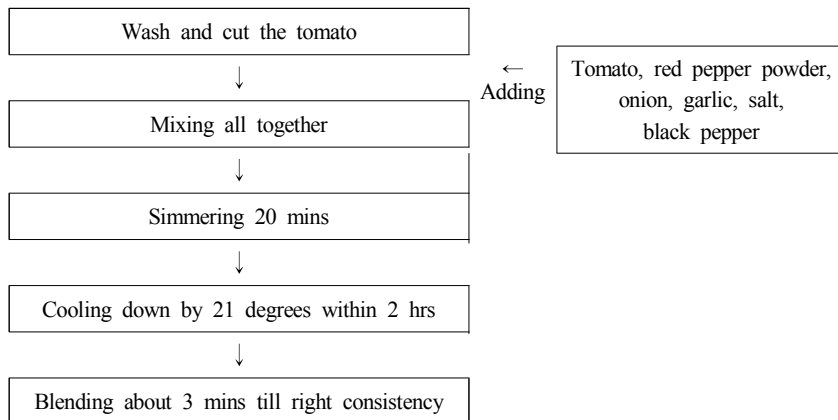 Wash and cut the tomato
↓
← 
Adding
Tomato, red pepper powder,
onion, garlic, salt,
black pepper
Mixing all together
↓
Simmering 20 mins
↓
Cooling down by 21 degrees within 2 hrs
↓
Blending about 3 mins till right consistency